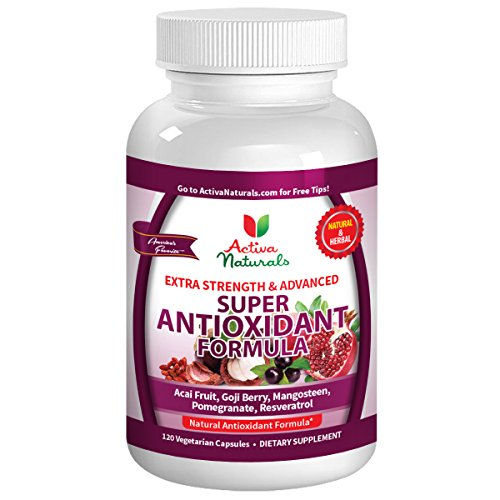 Go to ActivaNaturals.com for Free Tips!
America's
Favorite
NATURAL
&
HERBAL
Activa
Naturals
EXTRA STRENGTH & ADVANCED
SUPER
ANTIOXIDANT
FORMULA
Acai Fruit, Goji Berry, Mangosteen,
Pomegranate, Resveratrol
Natural Antioxidant Formula*
120 Vegetarian Capsules • DIETARY SUPPLEMENT